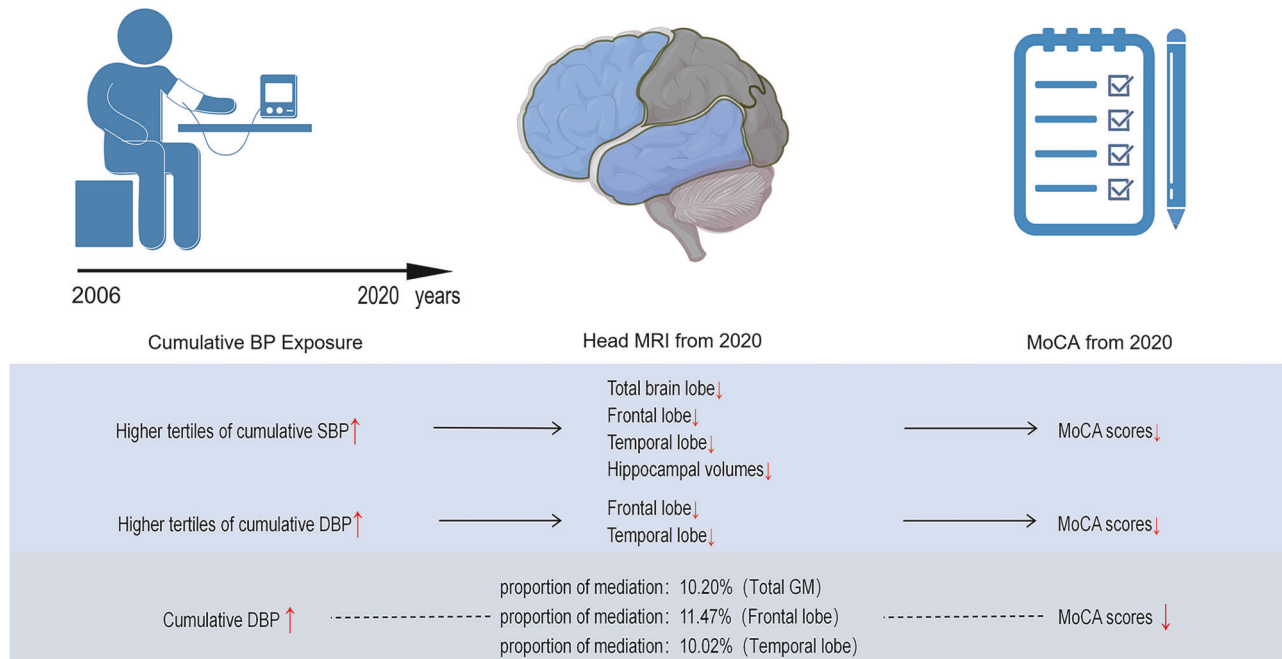 2006 2020 years
Cumulative BP Exposure Head MRI from 2020 MoCA from 2020
Total brain lobe↓
Frontal lobe↓
Higher tertiles of cumulative SBP↑ MoCA scores↓
Temporal lobe↓
Hippocampal volumes↓
Frontal lobe↓
Higher tertiles of cumulative DBP↑ MoCA scores↓
Temporal lobe↓
proportion of mediation: 10.20% (Total GM)
Cumulative DBP ↑ proportion of mediation: 11.47% (Frontal lobe) MoCA scores ↓
proportion of mediation: 10.02% (Temporal lobe)